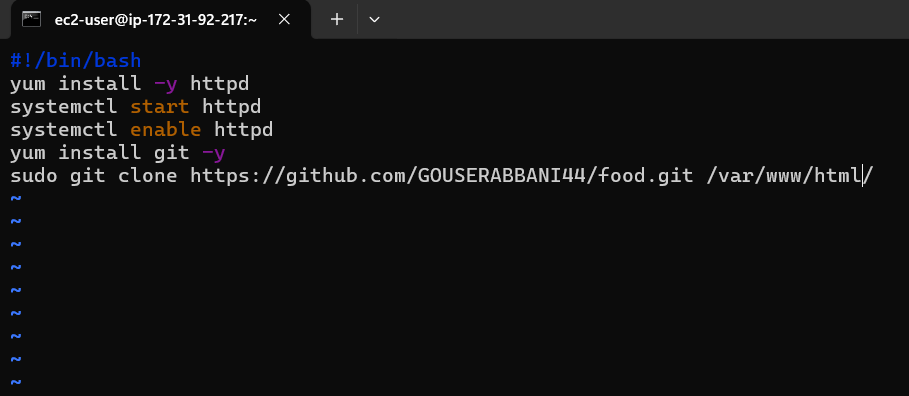 ec2-user@ip-172-31-92-217:~
#!/bin/bash
yum install -y httpd
systemctl start httpd
systemctl enable httpd
yum install git -y
sudo git clone https://github.com/GOUSERABBANI44/food.git /var/www/html/
~
~
~
~
~
~
~
~
~